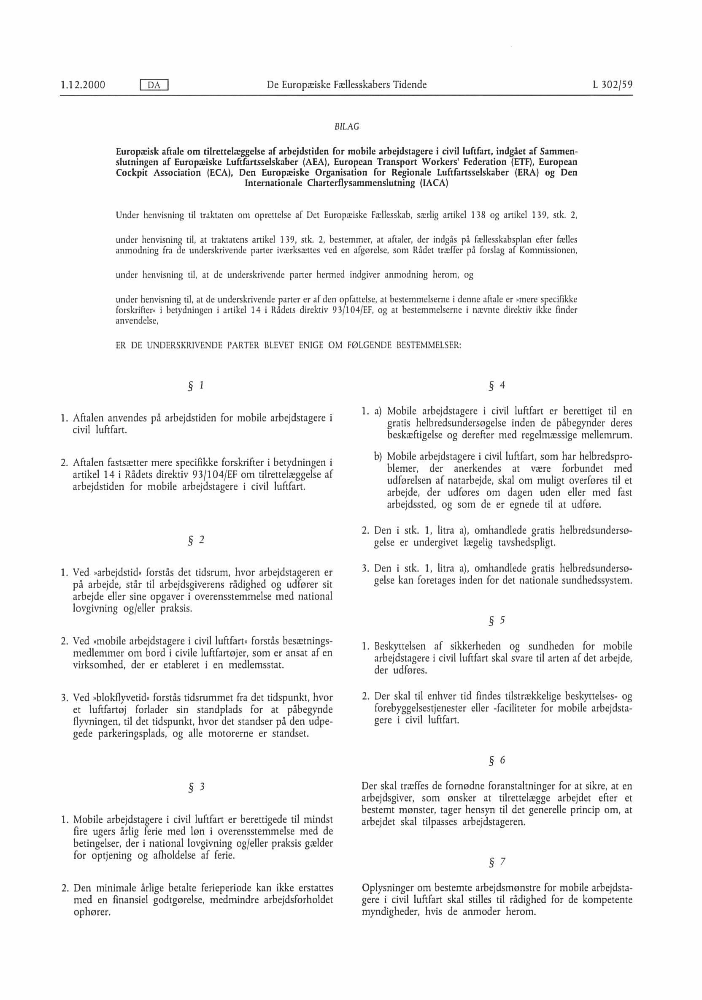 1.12.2000 DA De Europæiske Fællesskabers Tidende L 302/59
BILAG
Europæisk aftale om tilrettelæggelse af arbejdstiden for mobile arbejdstagere i civil luftfart, indgået af Sammen-
slutningen af Europæiske Luftfartsselskaber (AEA), European Transport Workers' Federation (ETF), European
Cockpit Association (ECA), Den Europæiske Organisation for Regionale Luftfartsselskaber (ERA) og Den
Internationale Charterflysammenslutning (IACA)
Under henvisning til traktaten om oprettelse af Det Europæiske Fællesskab, særlig artikel 138 og artikel 139, stk. 2,
under henvisning til, at traktatens artikel 139, stk. 2, bestemmer, at aftaler, der indgås på fællesskabsplan efter fælles
anmodning fra de underskrivende parter iværksættes ved en afgørelse, som Rådet træffer på forslag af Kommissionen,
under henvisning til, at de underskrivende parter hermed indgiver anmodning herom, og
under henvisning til, at de underskrivende parter er af den opfattelse, at bestemmelserne i denne aftale er »mere specifikke
forskrifter« i betydningen i artikel 14 i Rådets direktiv 93/104/EF, og at bestemmelserne i nævnte direktiv ikke finder
anvendelse,
ER DE UNDERSKRIVENDE PARTER BLEVET ENIGE OM FØLGENDE BESTEMMELSER:
§ 1
1. Aftalen anvendes på arbejdstiden for mobile arbejdstagere i
civil luftfart.
2. Aftalen fastsætter mere specifikke forskrifter i betydningen i
artikel 14 i Rådets direktiv 93/104/EF om tilrettelæggelse af
arbejdstiden for mobile arbejdstagere i civil luftfart.
§ 2
1. Ved »arbejdstid« forstås det tidsrum, hvor arbejdstageren er
på arbejde, står til arbejdsgiverens rådighed og udfører sit
arbejde eller sine opgaver i overensstemmelse med national
lovgivning og/eller praksis.
2. Ved »mobile arbejdstagere i civil luftfart« forstås besætnings-
medlemmer om bord i civile luftfartøjer, som er ansat af en
virksomhed, der er etableret i en medlemsstat.
3. Ved »blokflyvetid« forstås tidsrummet fra det tidspunkt, hvor
et luftfartøj forlader sin standplads for at påbegynde
flyvningen, til det tidspunkt, hvor det standser på den udpe-
gede parkeringsplads, og alle motorerne er standset.
§ 3
1. Mobile arbejdstagere i civil luftfart er berettigede til mindst
fire ugers årlig ferie med løn i overensstemmelse med de
betingelser, der i national lovgivning og/eller praksis gælder
for optjening og afholdelse af ferie.
2. Den minimale årlige betalte ferieperiode kan ikke erstattes
med en finansiel godtgørelse, medmindre arbejdsforholdet
ophører.
§ 4
1. a) Mobile arbejdstagere i civil luftfart er berettiget til en
gratis helbredsundersøgelse inden de påbegynder deres
beskæftigelse og derefter med regelmæssige mellemrum.
b) Mobile arbejdstagere i civil luftfart, som har helbredspro-
blemer, der anerkendes at være forbundet med
udførelsen af natarbejde, skal om muligt overføres til et
arbejde, der udføres om dagen uden eller med fast
arbejdssted, og som de er egnede til at udføre.
2. Den i stk. 1, litra a), omhandlede gratis helbredsundersø-
gelse er undergivet lægelig tavshedspligt.
3. Den i stk. 1, litra a), omhandlede gratis helbredsundersø-
gelse kan foretages inden for det nationale sundhedssystem.
§ 5
1. Beskyttelsen af sikkerheden og sundheden for mobile
arbejdstagere i civil luftfart skal svare til arten af det arbejde,
der udføres.
2. Der skal til enhver tid findes tilstrækkelige beskyttelses- og
forebyggelsestjenester eller -faciliteter for mobile arbejdsta-
gere i civil luftfart.
§ 6
Der skal træffes de fornødne foranstaltninger for at sikre, at en
arbejdsgiver, som ønsker at tilrettelægge arbejdet efter et
bestemt mønster, tager hensyn til det generelle princip om, at
arbejdet skal tilpasses arbejdstageren.
§ 7
Oplysninger om bestemte arbejdsmønstre for mobile arbejdsta-
gere i civil luftfart skal stilles til rådighed for de kompetente
myndigheder, hvis de anmoder herom.